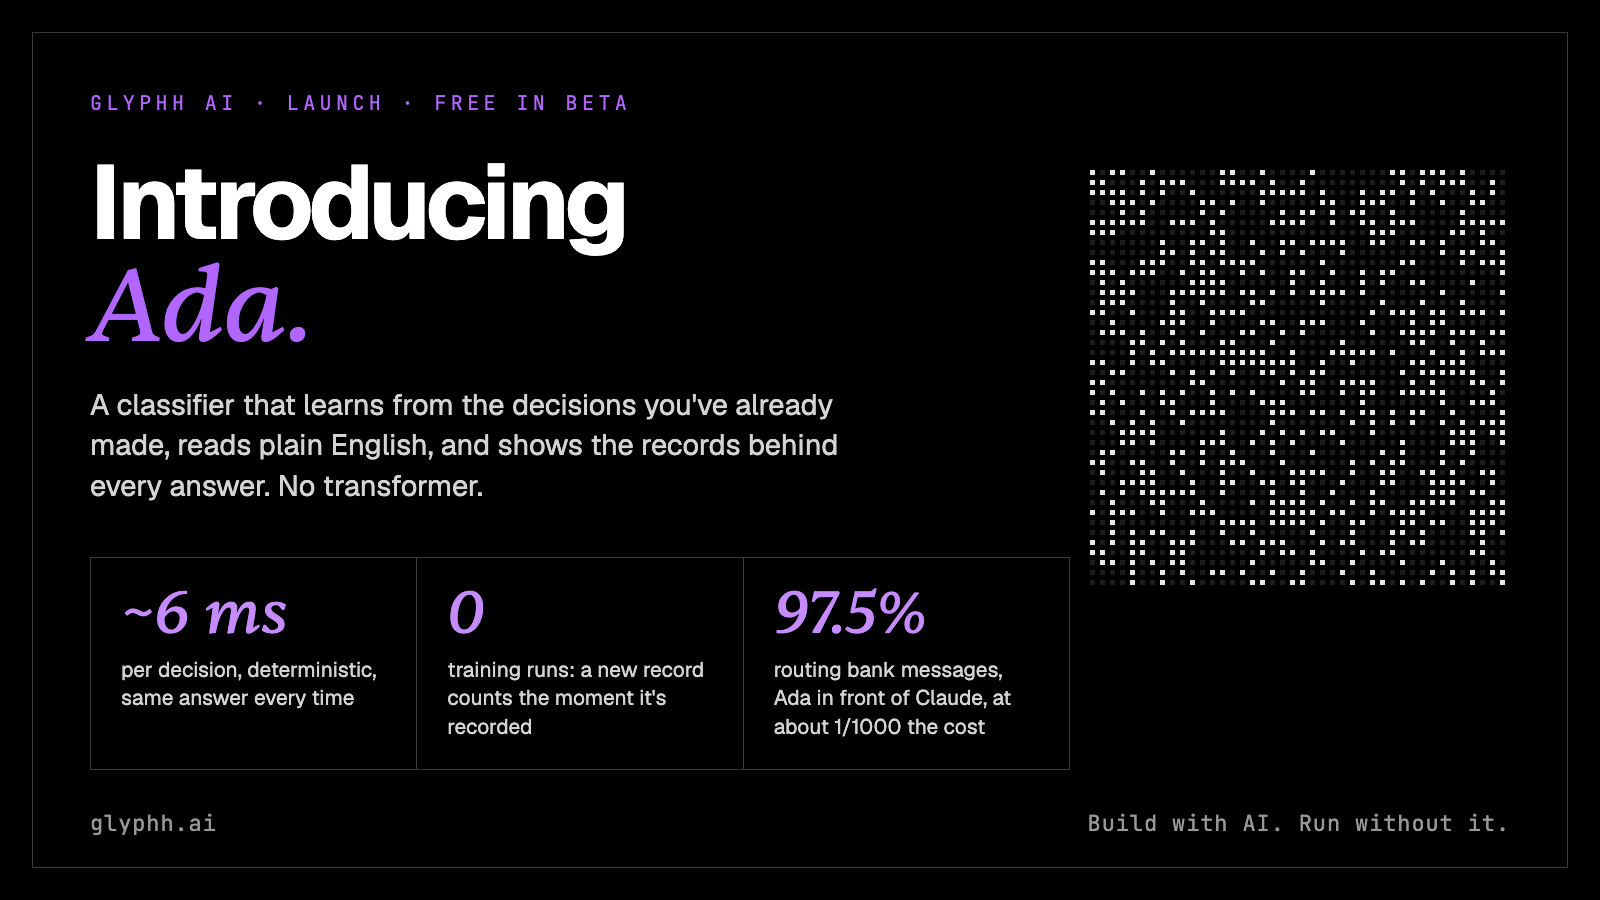 GLYPHH AI · LAUNCH · FREE IN BETA
Introducing
Ada.
A classifier that learns from the decisions you've already
made, reads plain English, and shows the records behind
every answer. No transformer.
~6 ms
per decision, deterministic,
same answer every time
0
training runs: a new record
counts the moment it's
recorded
97.5%
routing bank messages,
Ada in front of Claude, at
about 1/1000 the cost
glyphh.ai
Build with AI. Run without it.